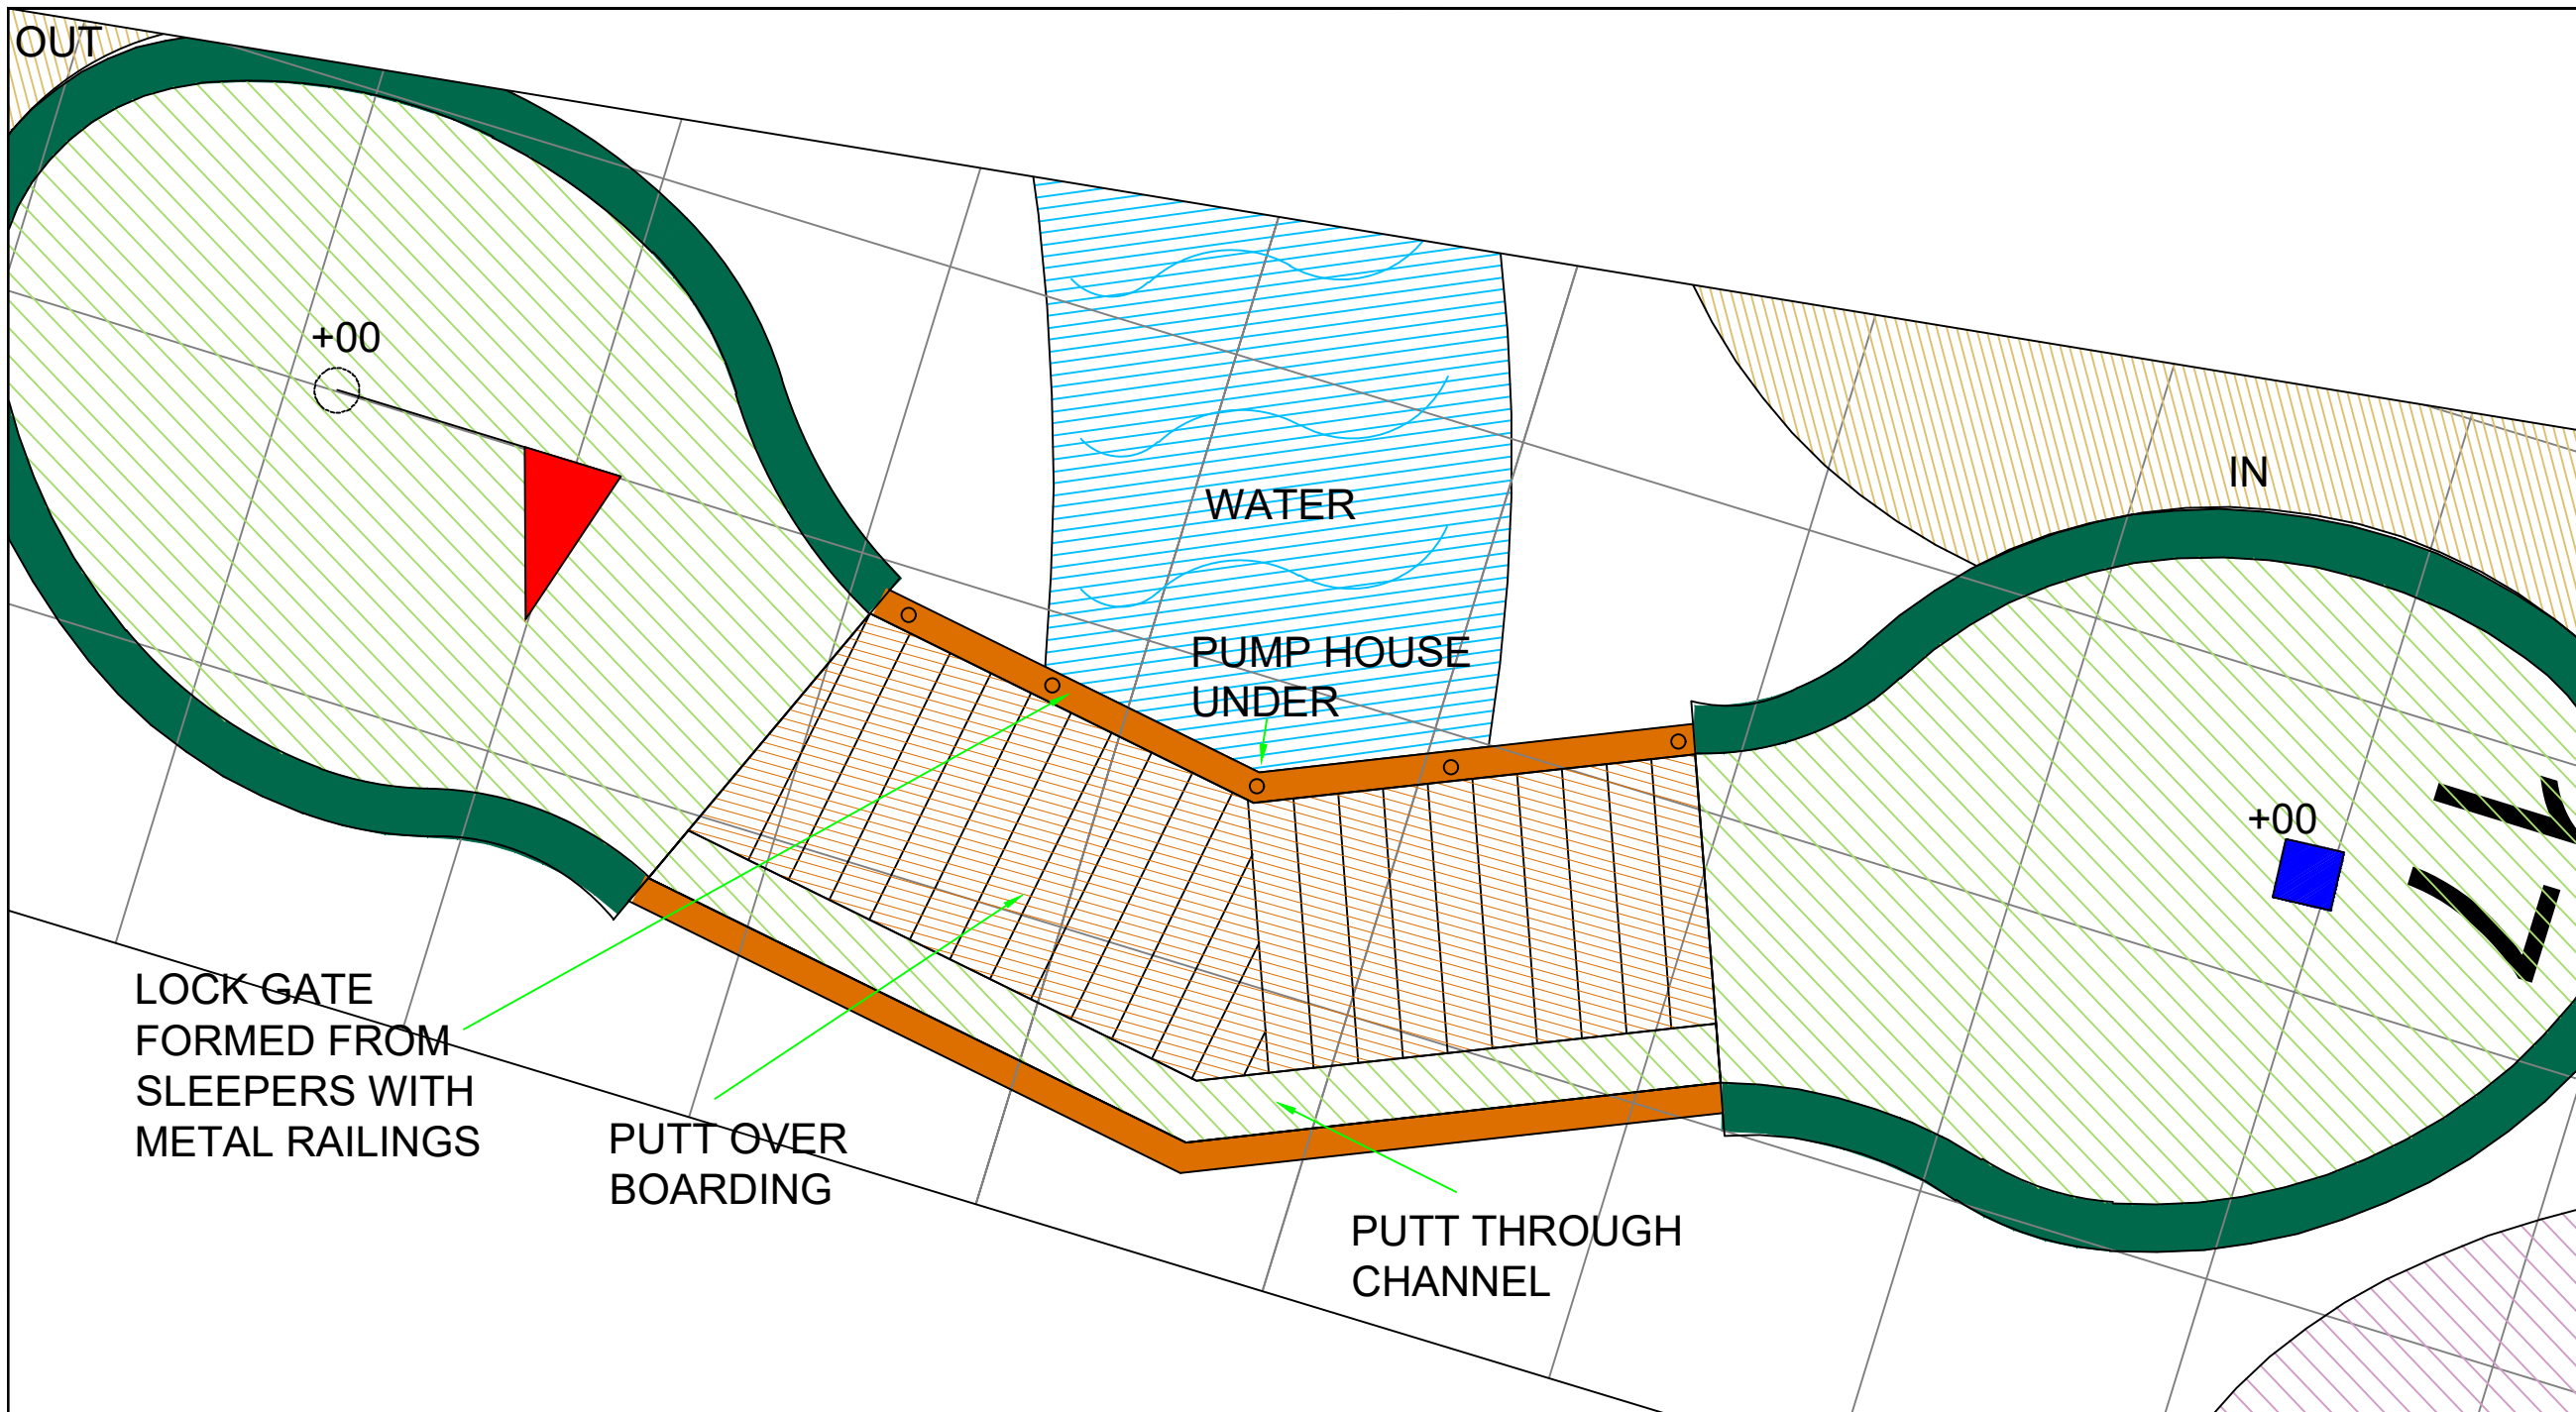 OUT
+00
IN
WATER
PUMP HOUSE
UNDER
+00
17
LOCK GATE
FORMED FROM
SLEEPERS WITH
METAL RAILINGS
PUTT OVER
BOARDING
PUTT THROUGH
CHANNEL